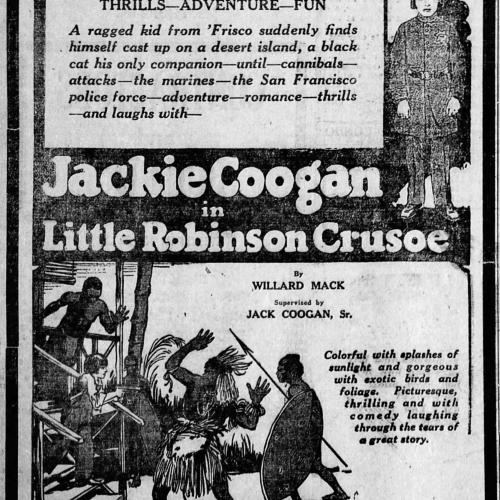 THRILLS—ADVENTURE—FUN
A ragged kid from 'Frisco suddenly finds
himself cast up on a desert island, a black
cat his only companion—until—cannibals—
attacks—the marines—the San Francisco
police force—adventure—romance—thrills
—and laughs with—
Jackie Coogan
in
Little Robinson Crusoe
By
WILLARD MACK
Supervised by
JACK COOGAN, Sr.
Colorful with splashes of
sunlight and gorgeous
with exotic birds and
foliage. Picturesque,
thrilling and with
comedy laughing
through the tears of
a great story.